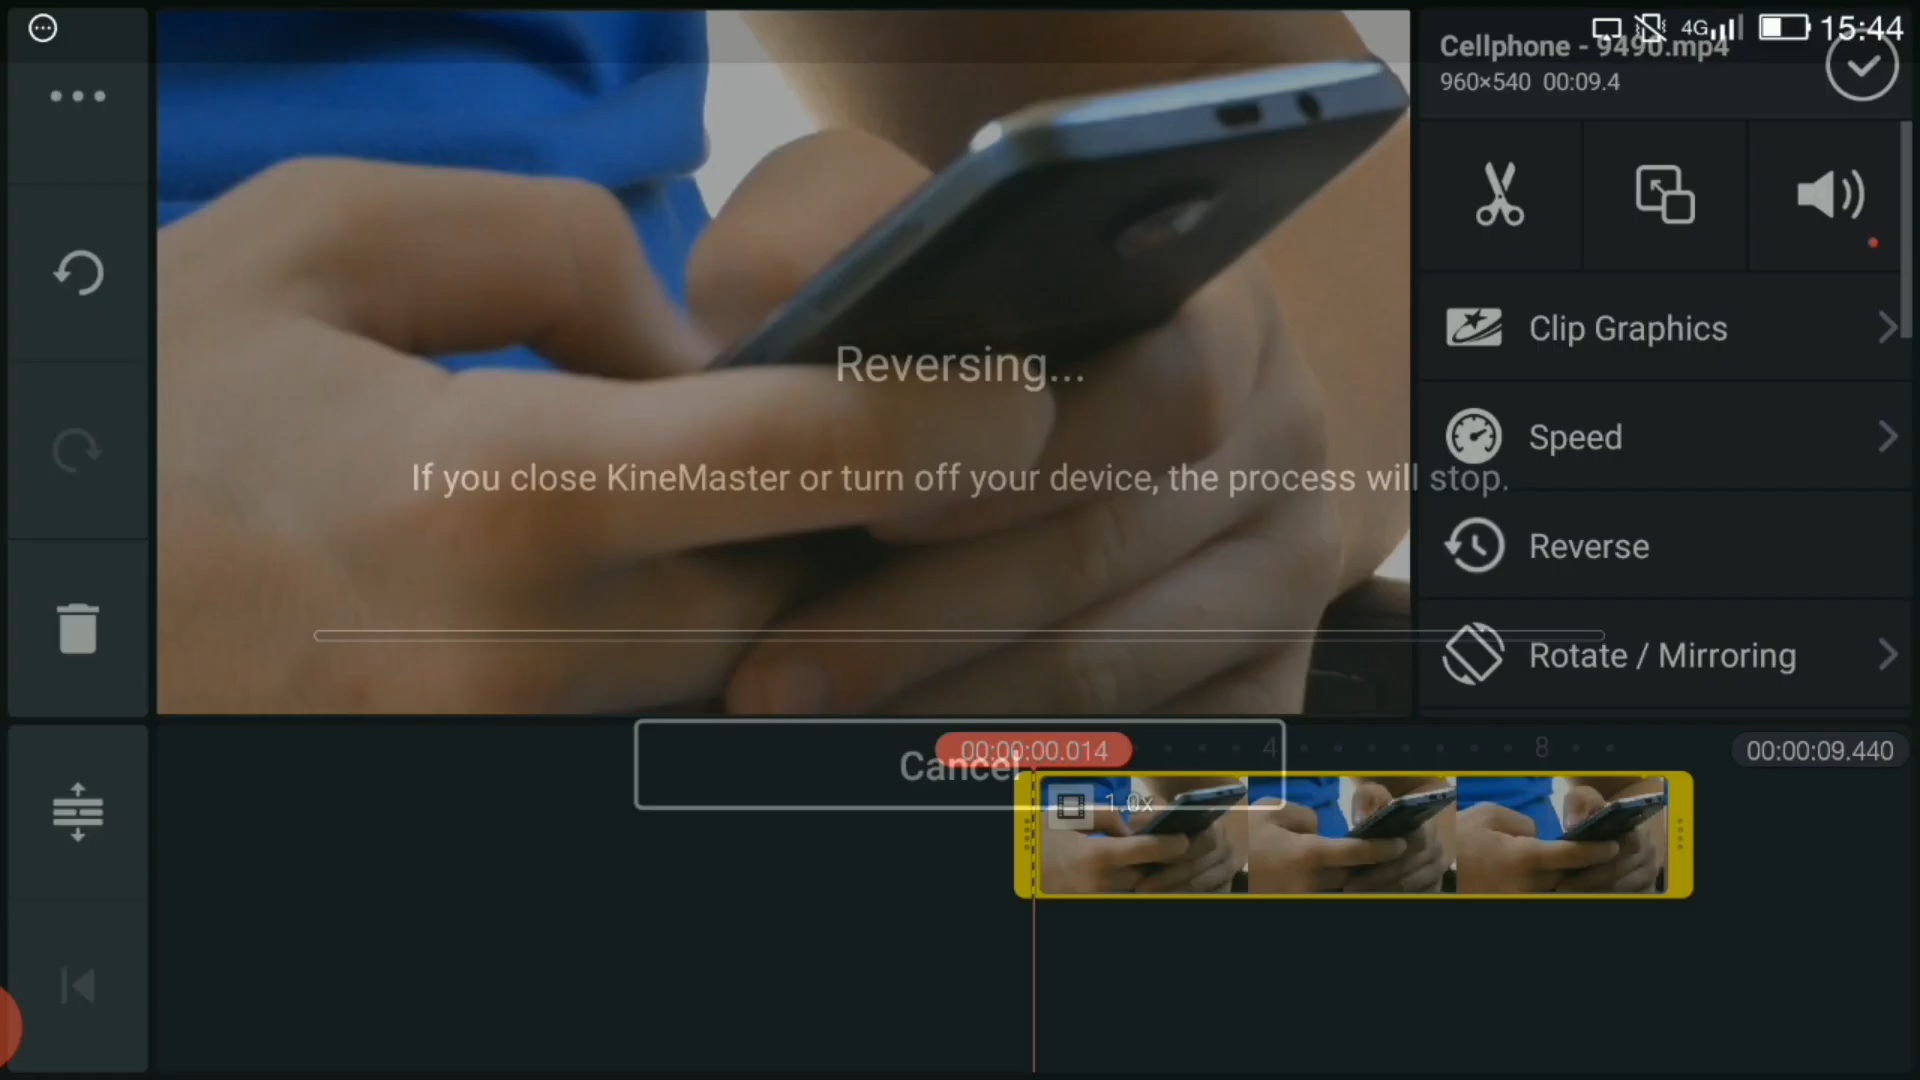 4G 15:44
Cellphone - 9490.mp4
960×540 00:09.4
Clip Graphics
Reversing...
Speed
If you close KineMaster or turn off your device, the process will stop.
Reverse
Rotate / Mirroring
00:00:00.014
4
8
00:00:09.440
Cancel
1.0x